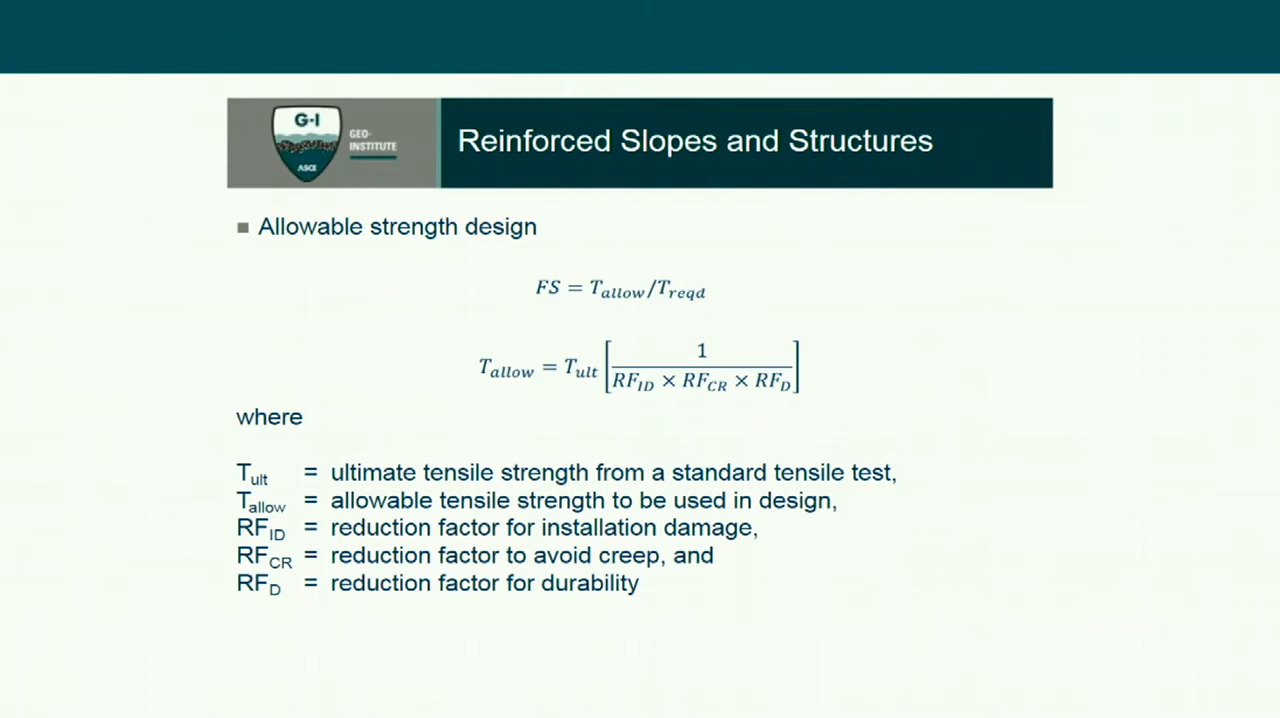 G-I
GEO-
INSTITUTE
ASCE
Reinforced Slopes and Structures
■ Allowable strength design
FS = T_allow/T_reqd
T_allow = T_ult [1 / (RF_ID × RF_CR × RF_D)]
where
T_ult = ultimate tensile strength from a standard tensile test,
T_allow = allowable tensile strength to be used in design,
RF_ID = reduction factor for installation damage,
RF_CR = reduction factor to avoid creep, and
RF_D = reduction factor for durability